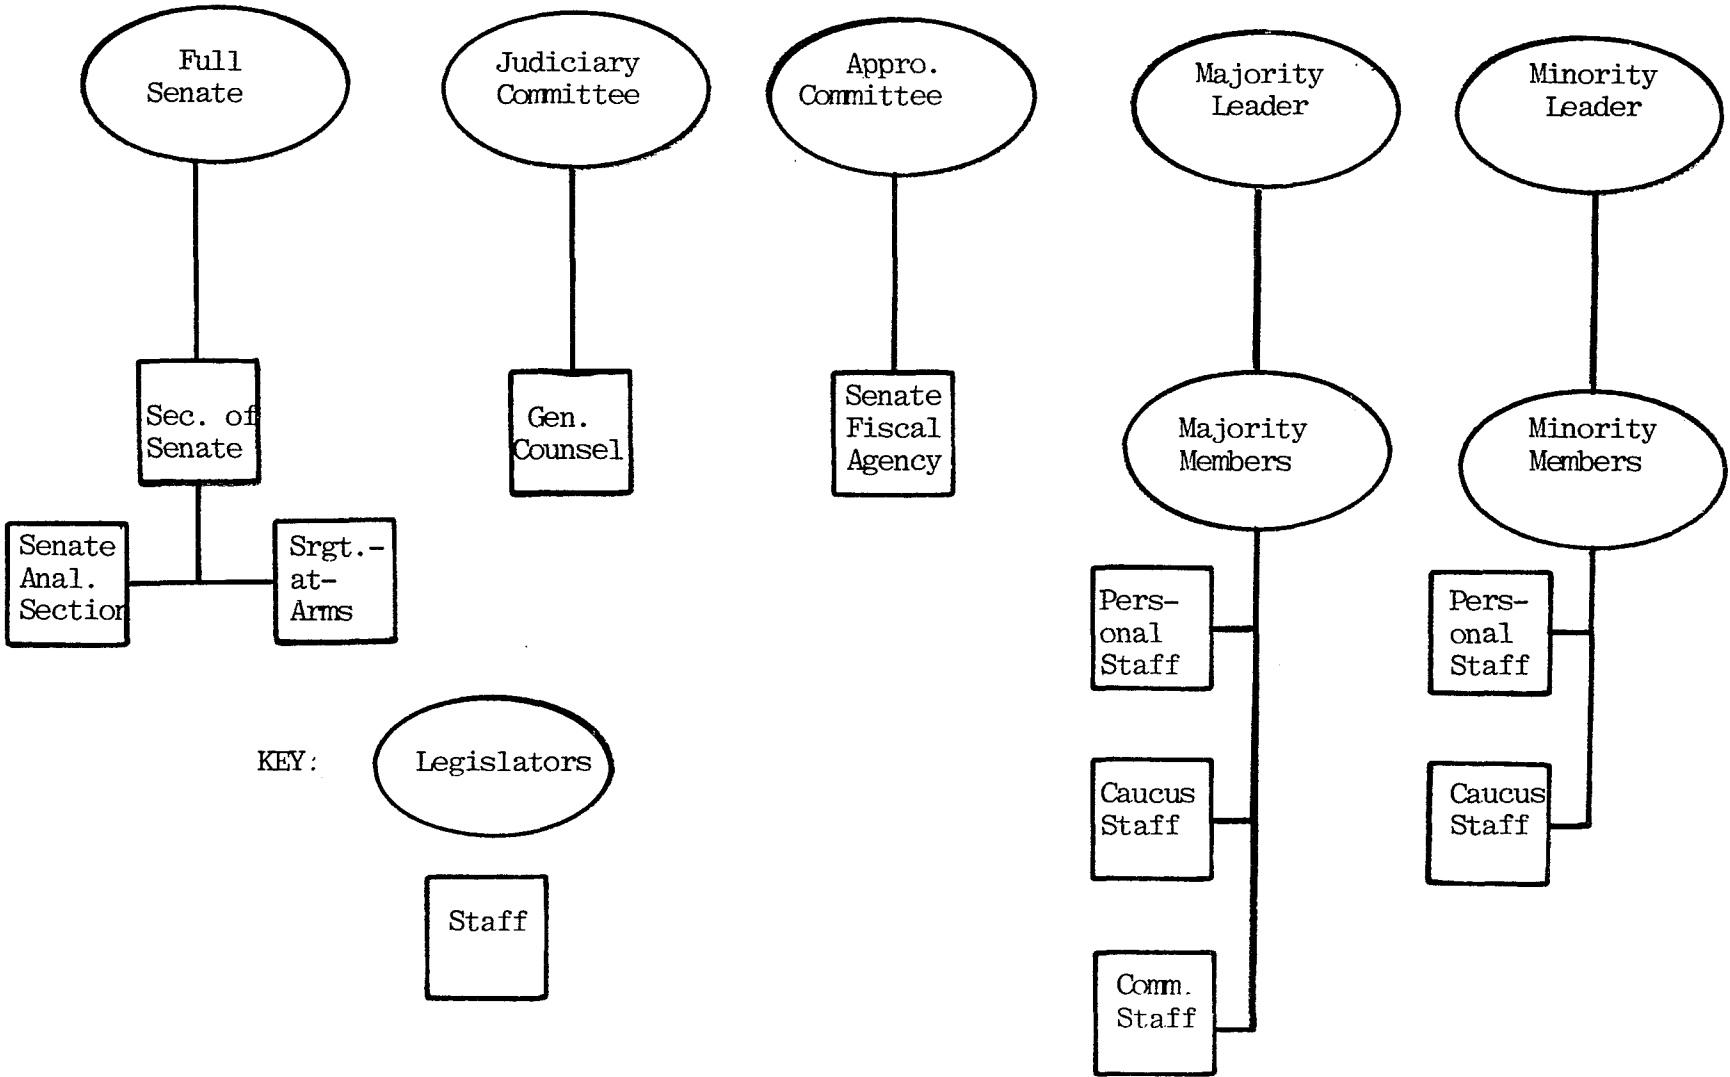 Full
Senate
Judiciary
Committee
Appro.
Committee
Majority
Leader
Minority
Leader
Sec. of
Senate
Gen.
Counsel
Senate
Fiscal
Agency
Majority
Members
Minority
Members
Senate
Anal.
Section
Srgt.-
at-
Arms
Pers-
onal
Staff
Pers-
onal
Staff
KEY:
Legislators
Caucus
Staff
Caucus
Staff
Staff
Comm.
Staff